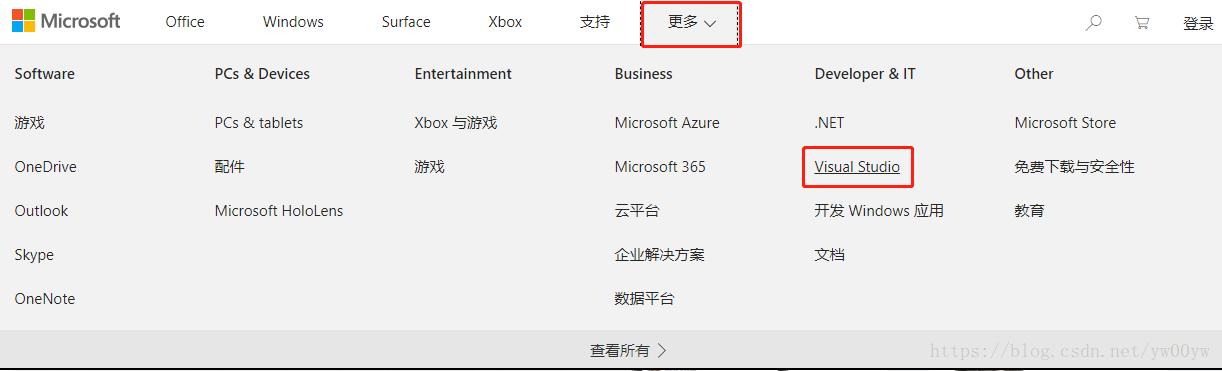 Microsoft Office Windows Surface Xbox 支持 更多 登录
Software PCs & Devices Entertainment Business Developer & IT Other
游戏 PCs & tablets Xbox 与游戏 Microsoft Azure .NET Microsoft Store
OneDrive 配件 游戏 Microsoft 365 Visual Studio 免费下载与安全性
Outlook Microsoft HoloLens 云平台 开发 Windows 应用 教育
Skype 企业解决方案 文档
OneNote 数据平台
查看所有 https://blog.csdn.net/yw00yw